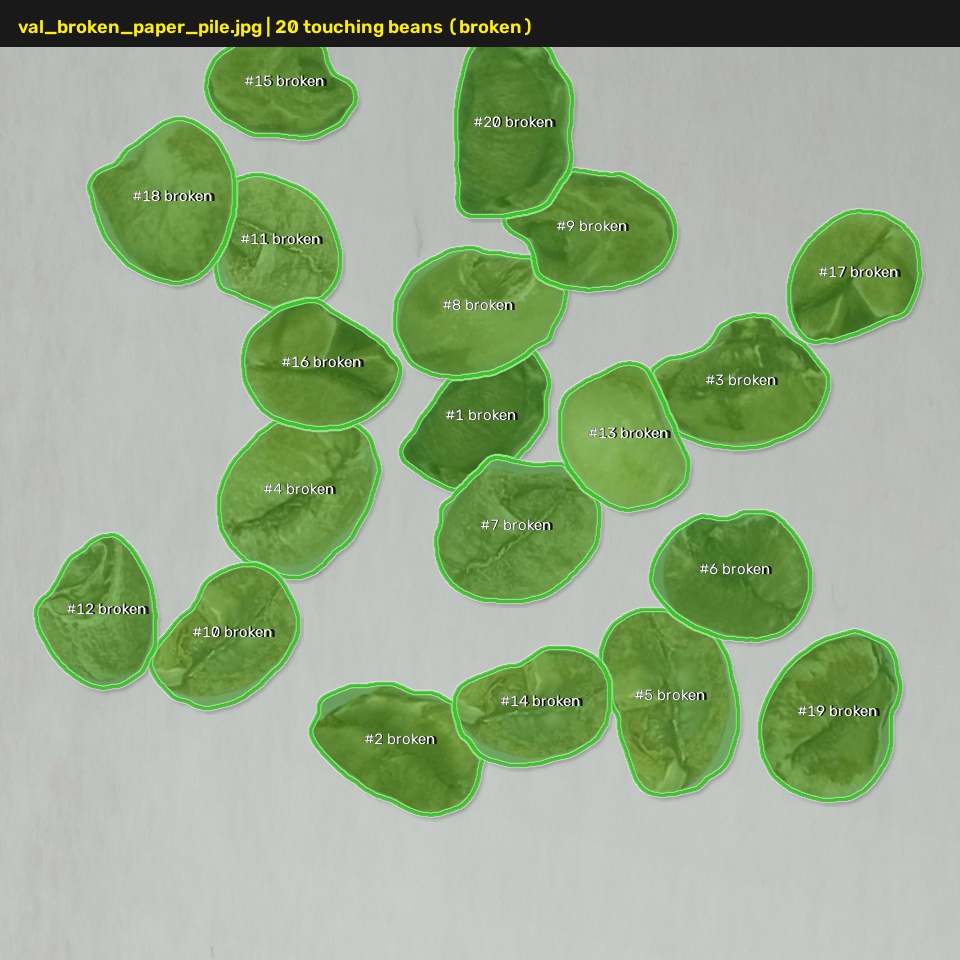 val_broken_paper_pile.jpg | 20 touching beans (broken)
#15 broken
#20 broken
#18 broken
#9 broken
#11 broken
#17 broken
#8 broken
#16 broken
#3 broken
#1 broken
#13 broken
#4 broken
#7 broken
#6 broken
#12 broken
#10 broken
#5 broken
#14 broken
#19 broken
#2 broken